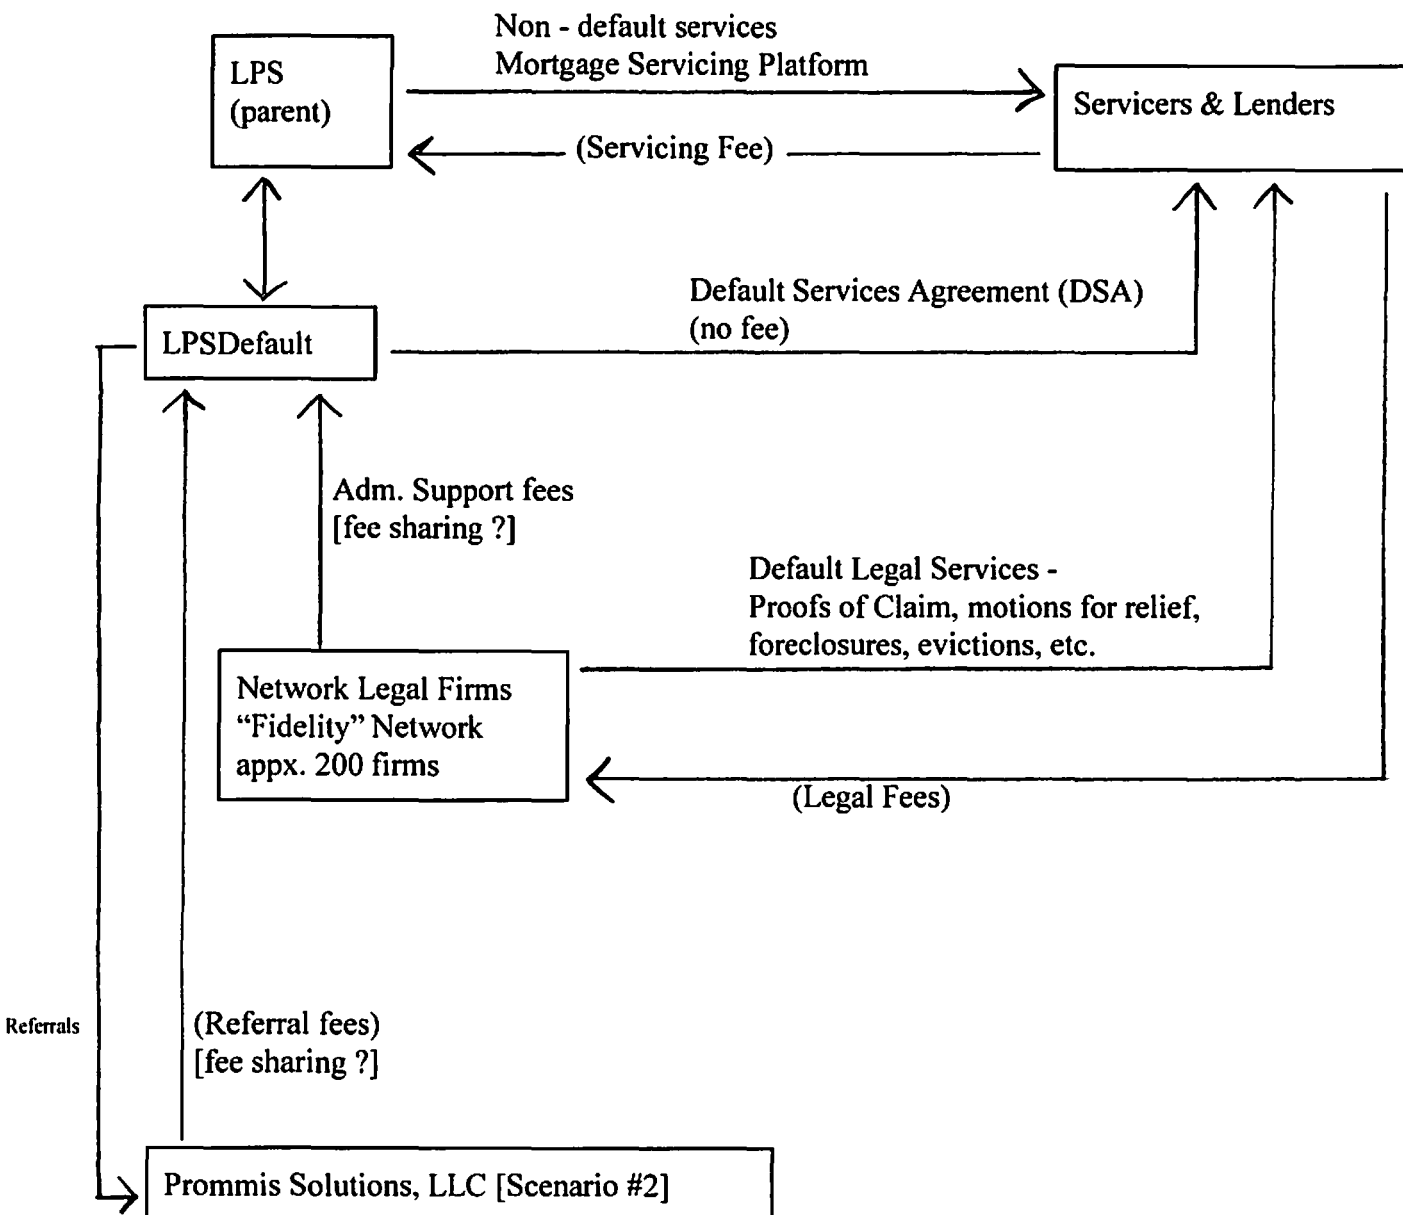 Non - default services
Mortgage Servicing Platform
LPS
(parent)
Servicers & Lenders
(Servicing Fee)
Default Services Agreement (DSA)
(no fee)
LPSDefault
Adm. Support fees
[fee sharing ?]
Default Legal Services -
Proofs of Claim, motions for relief,
foreclosures, evictions, etc.
Network Legal Firms
“Fidelity” Network
appx. 200 firms
(Legal Fees)
Referrals
(Referral fees)
[fee sharing ?]
Prommis Solutions, LLC [Scenario #2]